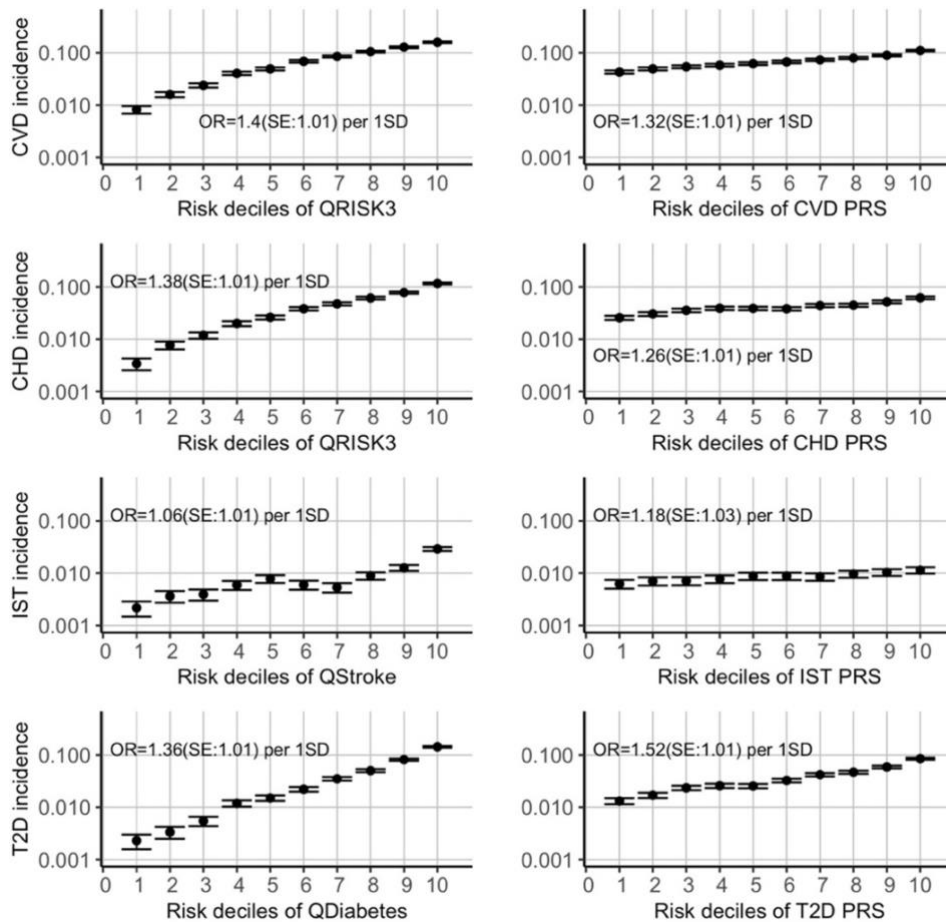 CVD incidence
0.100
0.010
0.001
OR=1.4(SE:1.01) per 1SD
0 1 2 3 4 5 6 7 8 9 10
Risk deciles of QRISK3
0.100
0.010
0.001
OR=1.32(SE:1.01) per 1SD
0 1 2 3 4 5 6 7 8 9 10
Risk deciles of CVD PRS
CHD incidence
0.100
0.010
0.001
OR=1.38(SE:1.01) per 1SD
0 1 2 3 4 5 6 7 8 9 10
Risk deciles of QRISK3
0.100
0.010
0.001
OR=1.26(SE:1.01) per 1SD
0 1 2 3 4 5 6 7 8 9 10
Risk deciles of CHD PRS
IST incidence
0.100
0.010
0.001
OR=1.06(SE:1.01) per 1SD
0 1 2 3 4 5 6 7 8 9 10
Risk deciles of QStroke
0.100
0.010
0.001
OR=1.18(SE:1.03) per 1SD
0 1 2 3 4 5 6 7 8 9 10
Risk deciles of IST PRS
T2D incidence
0.100
0.010
0.001
OR=1.36(SE:1.01) per 1SD
0 1 2 3 4 5 6 7 8 9 10
Risk deciles of QDiabetes
0.100
0.010
0.001
OR=1.52(SE:1.01) per 1SD
0 1 2 3 4 5 6 7 8 9 10
Risk deciles of T2D PRS